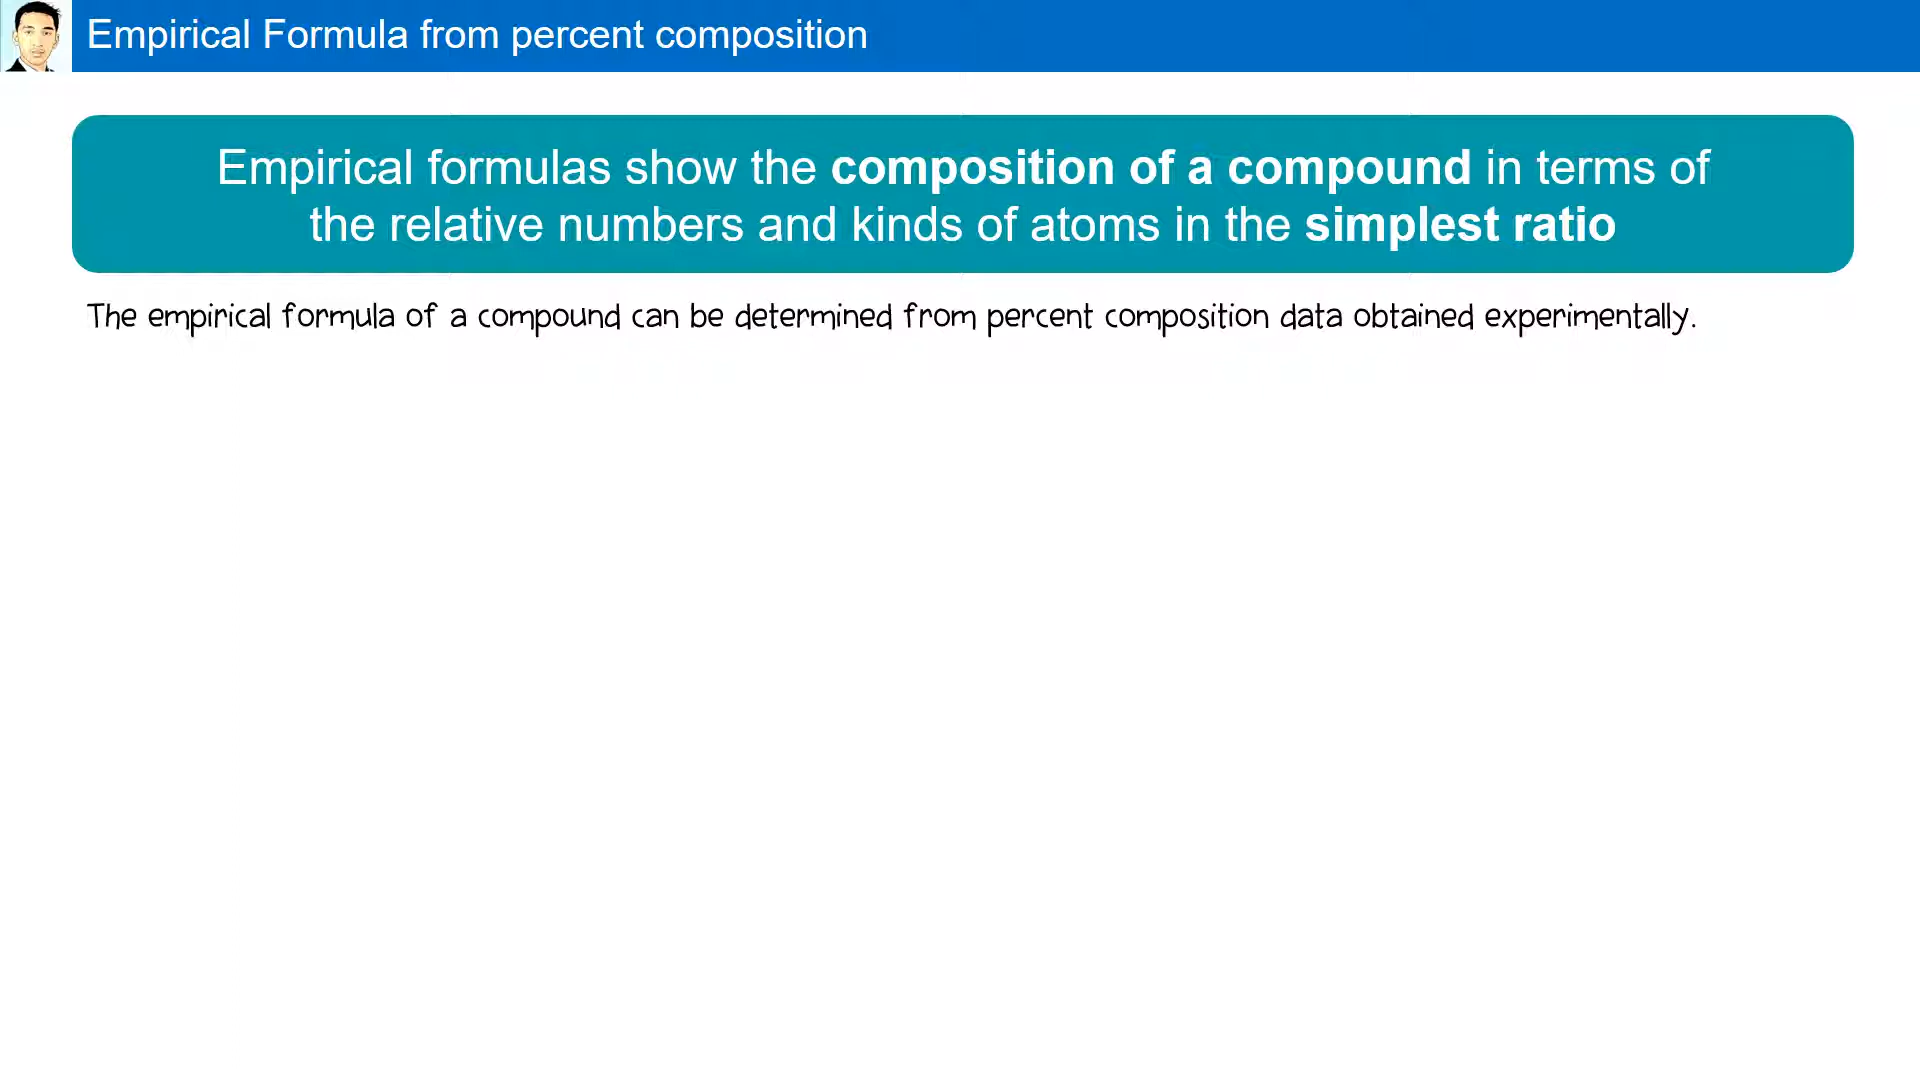 Empirical Formula from percent composition
Empirical formulas show the composition of a compound in terms of
the relative numbers and kinds of atoms in the simplest ratio
The empirical formula of a compound can be determined from percent composition data obtained experimentally.